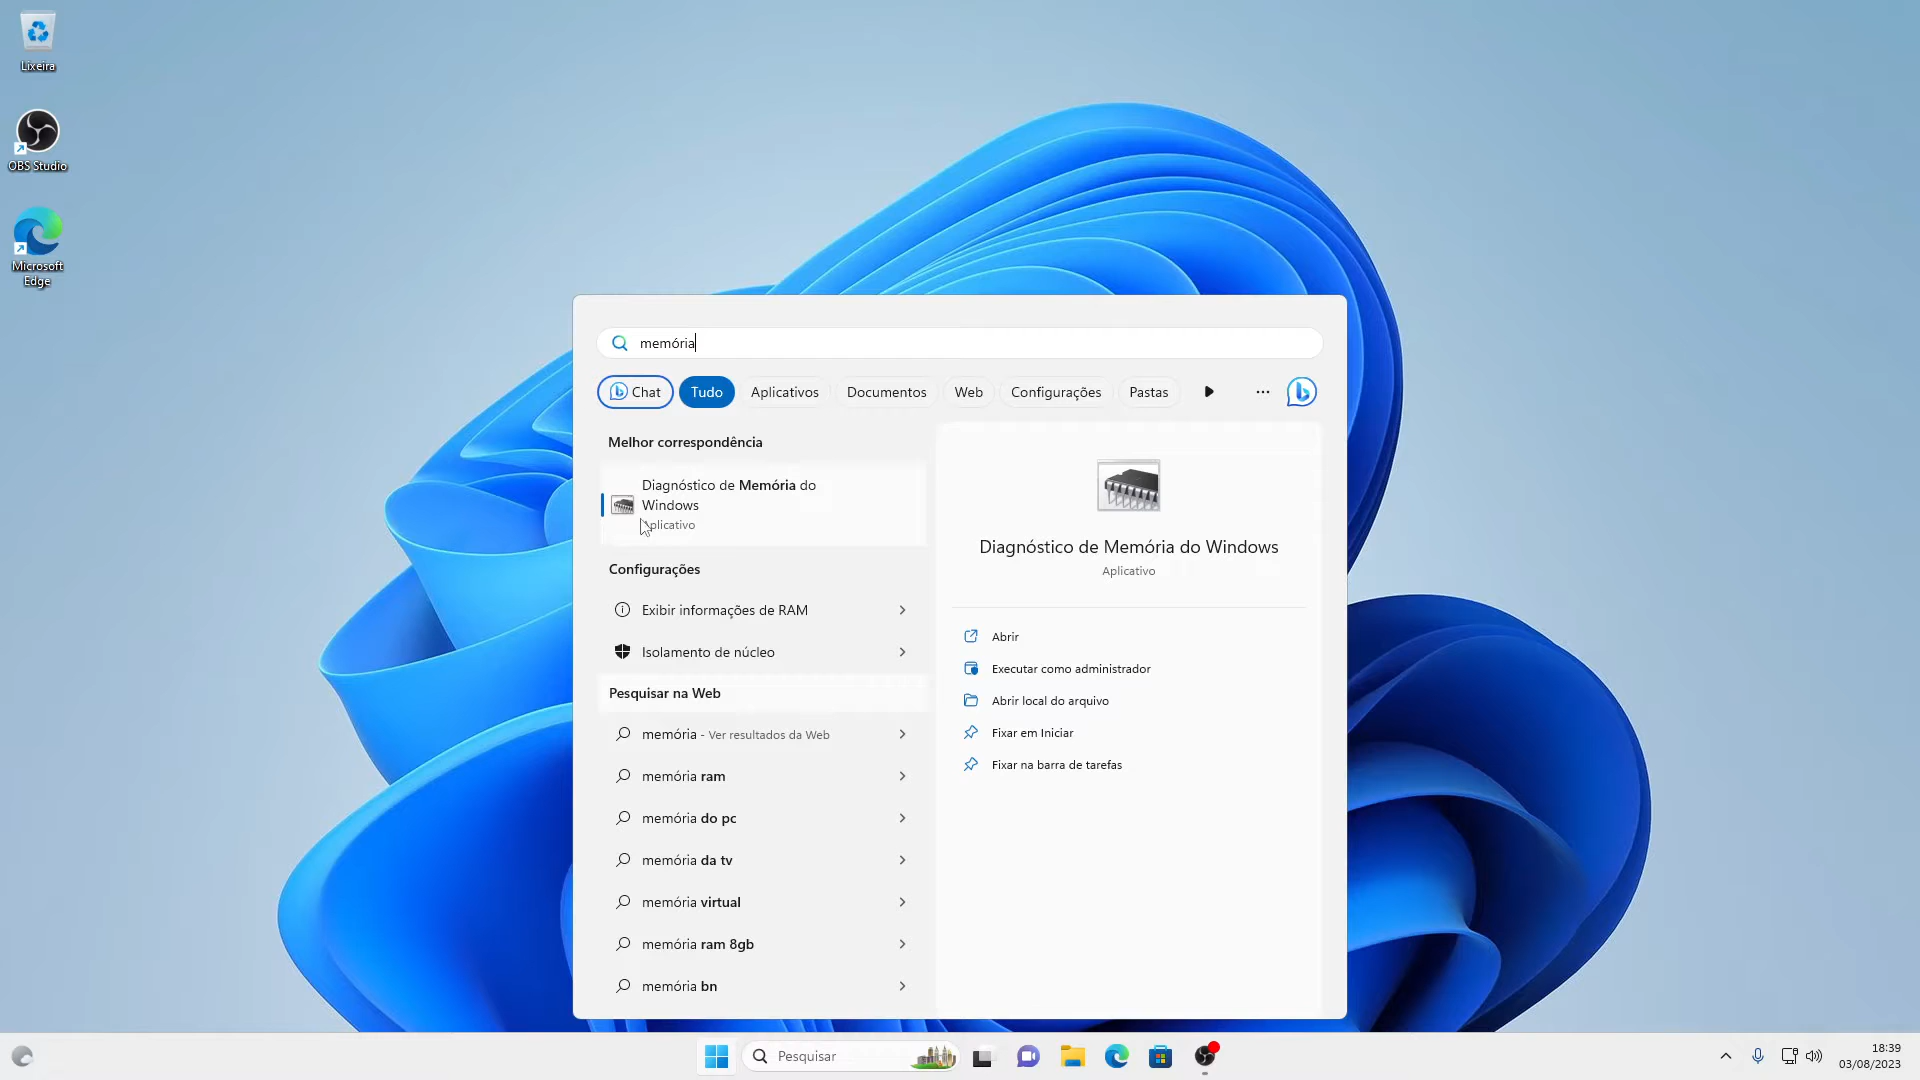 Lixeira
OBS Studio
Microsoft
Edge
memória
Chat
Tudo
Aplicativos
Documentos
Web
Configurações
Pastas
Melhor correspondência
Diagnóstico de Memória do
Windows
Aplicativo
Configurações
Exibir informações de RAM
Isolamento de núcleo
Pesquisar na Web
memória - Ver resultados da Web
memória ram
memória do pc
memória da tv
memória virtual
memória ram 8gb
memória bn
Diagnóstico de Memória do Windows
Aplicativo
Abrir
Executar como administrador
Abrir local do arquivo
Fixar em Iniciar
Fixar na barra de tarefas
Pesquisar
18:39
03/08/2023